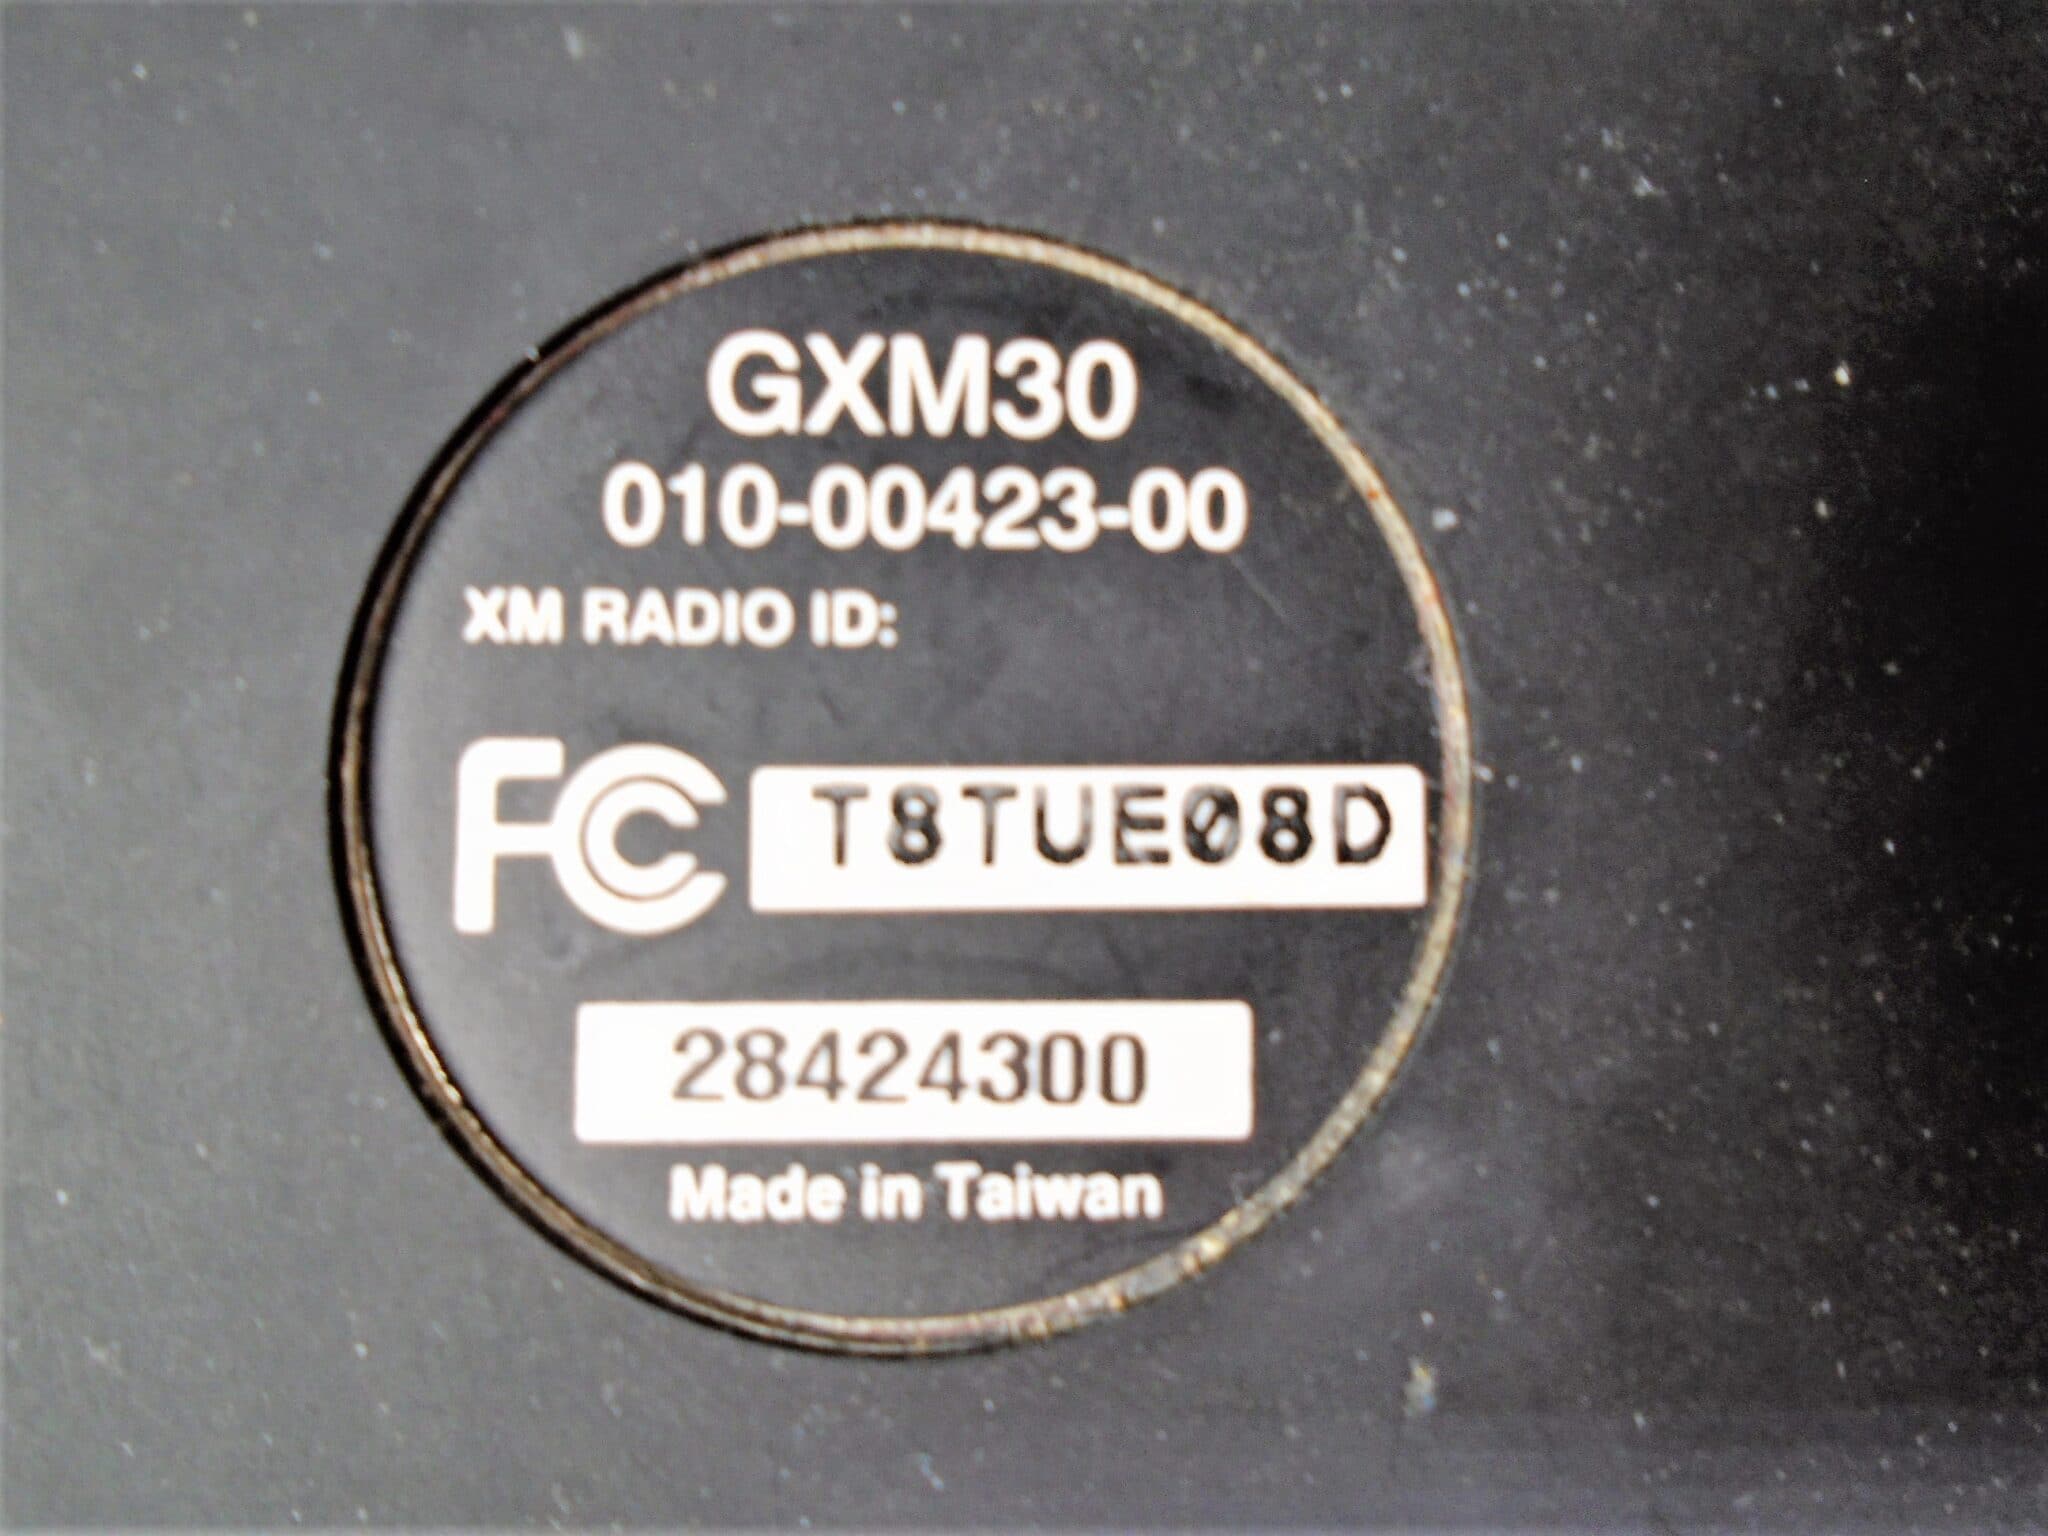 GXM30
010-00423-00
XM RADIO ID:
FC T8TUE08D
28424300
Made in Taiwan